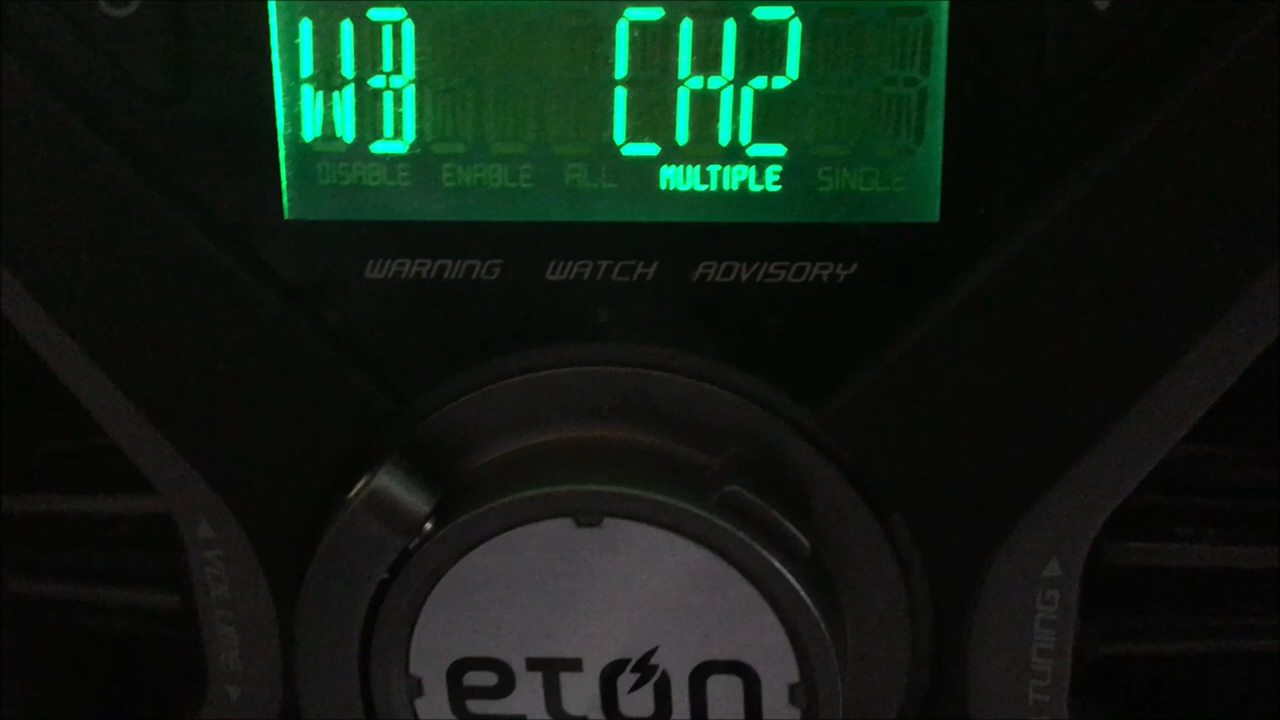 WB CH2
DISABLE ENABLE ALL MULTIPLE SINGLE
WARNING WATCH ADVISORY
VOLUME
TUNING
eTON